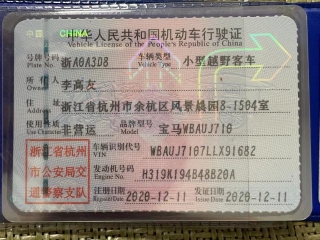 中国 CHINA
中华人民共和国机动车行驶证
Vehicle License of the People's Republic of China
号牌号码 浙A0A3D8 车辆类型 小型越野客车
Plate No. Vehicle Type
所有人 李高友
Owner
住址 浙江省杭州市余杭区风景晨园8-1504室
Address
使用性质 非营运 品牌型号 宝马WBAUJ710
Use Character Model
浙江省杭州市公安局交通警察支队
车辆识别代号 WBAUJ7107LLX91682
VIN
发动机号码 H319K194B48B20A
Engine No.
注册日期 2020-12-11 发证日期 2020-12-11
Register Date Issue Date